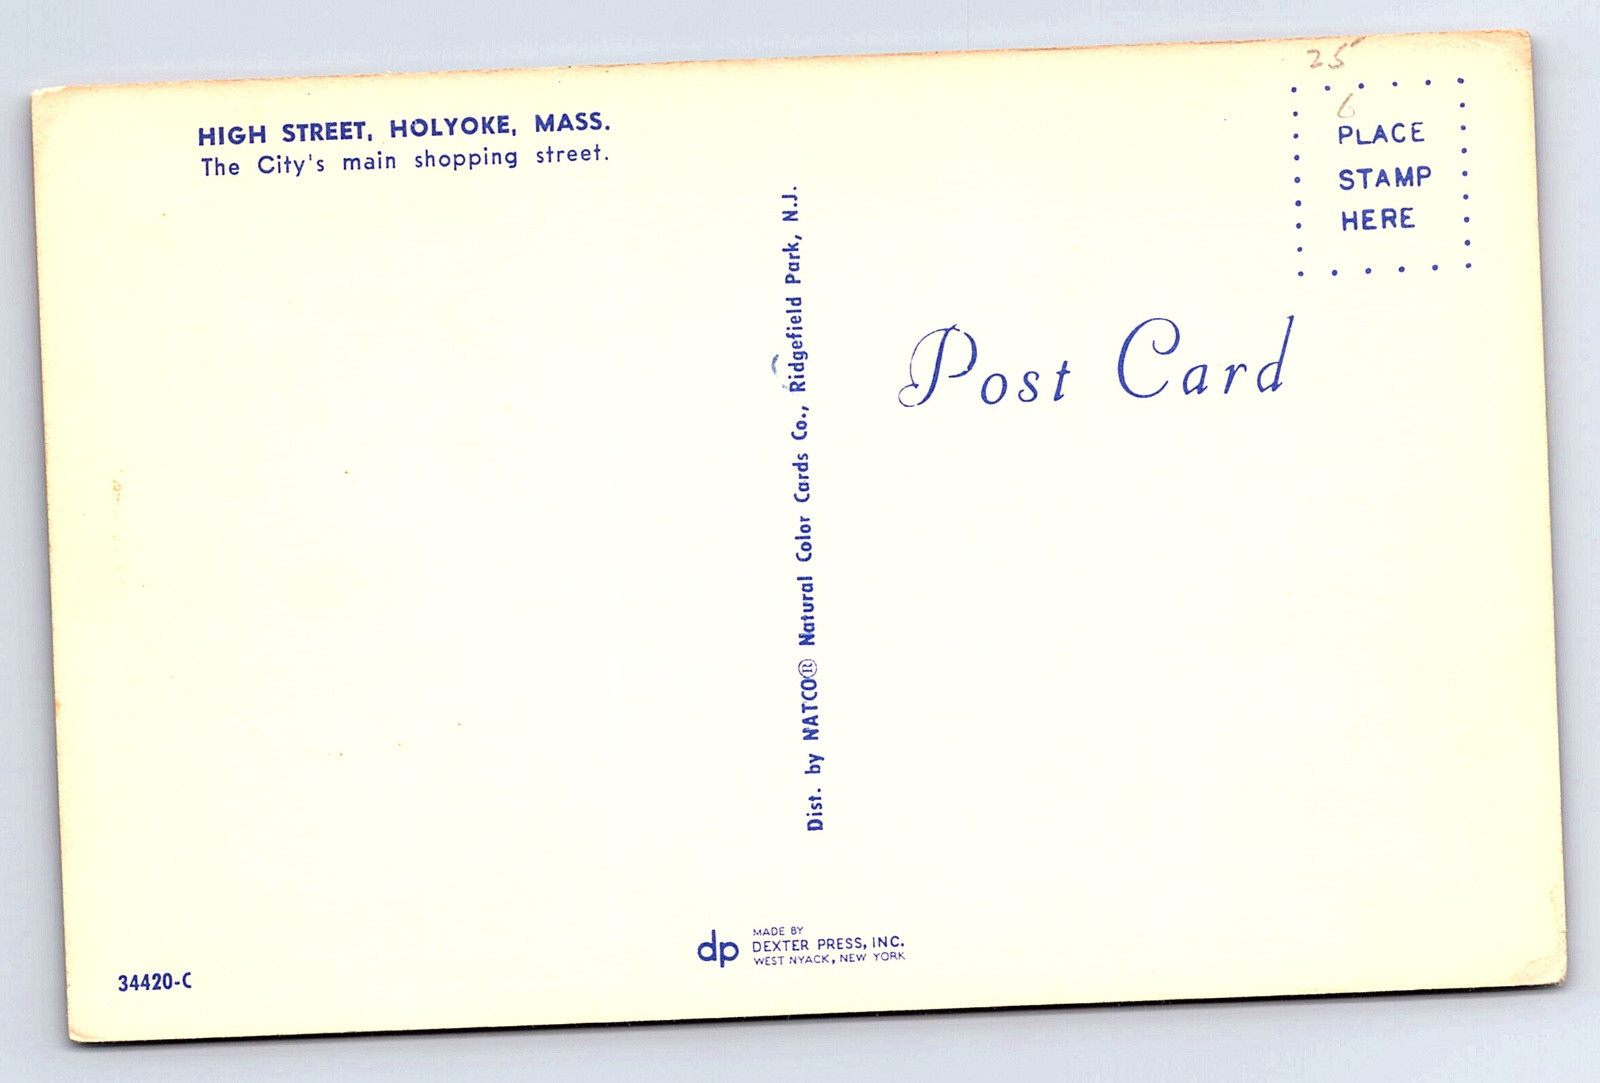 HIGH STREET, HOLYOKE, MASS.
The City's main shopping street.
25
6
PLACE
STAMP
HERE
Dist. by NATCO® Natural Color Cards Co., Ridgefield Park, N.J.
Post Card
dp
MADE BY
DEXTER PRESS, INC.
WEST NYACK, NEW YORK
34420-C